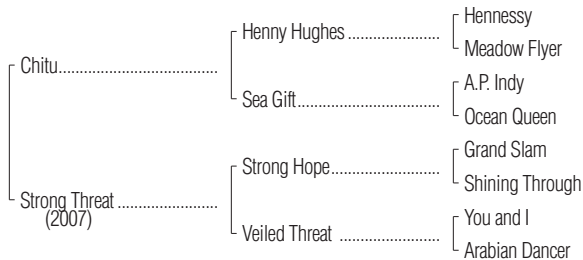 Hennessy
Henny Hughes ......................
Meadow Flyer
Chitu.....................................
A.P. Indy
Sea Gift.................................
Ocean Queen
Grand Slam
Strong Hope.........................
Shining Through
Strong Threat .......................
(2007)
You and I
Veiled Threat .......................
Arabian Dancer